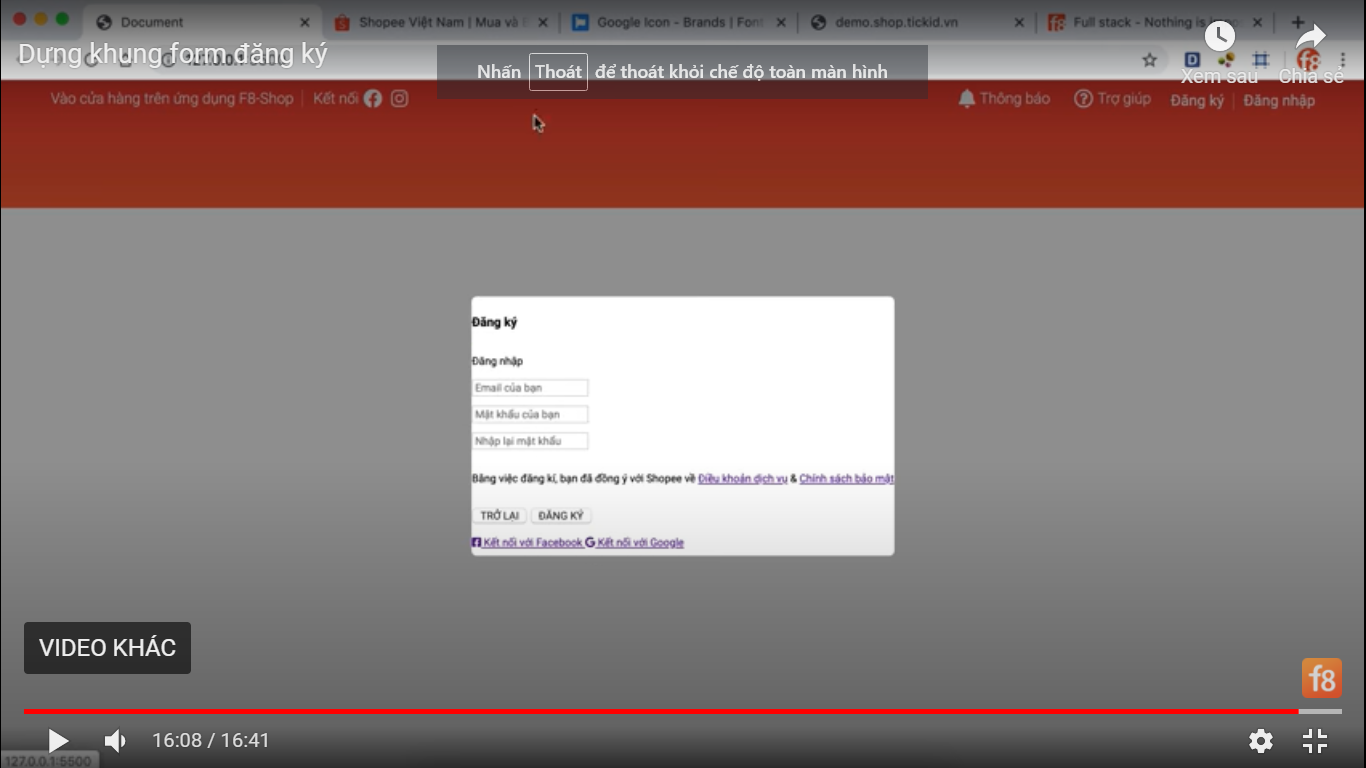 Document
Shopee Việt Nam | Mua và B
Google Icon - Brands | Font
demo.shop.tickid.vn
Full stack - Nothing is
Dựng khung form đăng ký
Nhấn Thoát để thoát khỏi chế độ toàn màn hình
Xem sau
Chia sẻ
Vào cửa hàng trên ứng dụng F8-Shop
Kết nối
Thông báo
Trợ giúp
Đăng ký
Đăng nhập
Đăng ký
Đăng nhập
Email của bạn
Mật khẩu của bạn
Nhập lại mật khẩu
Bằng việc đăng kí, bạn đã đồng ý với Shopee về Điều khoản dịch vụ & Chính sách bảo mật
TRỞ LẠI
ĐĂNG KÝ
Kết nối với Facebook
Kết nối với Google
VIDEO KHÁC
f8
16:08 / 16:41
127.0.0.1:5500